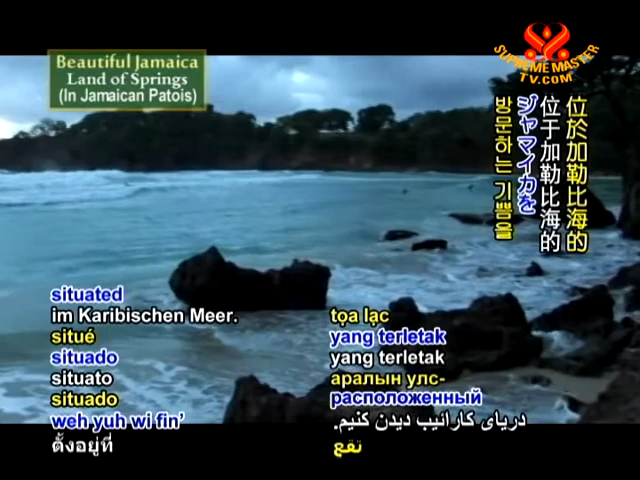 Beautiful Jamaica
Land of Springs
(In Jamaican Patois)
SUPREME MASTER
TV.COM
位於加勒比海的
位于加勒比海的
ジャマイカを
방문하는 기쁨을
situated
im Karibischen Meer.
situé
situado
situato
situado
weh yuh wi fin'
ตั้งอยู่ที่
tọa lạc
yang terletak
yang terletak
аралын улс-
расположенный
دریای کارائیب دیدن کنیم.
تقع